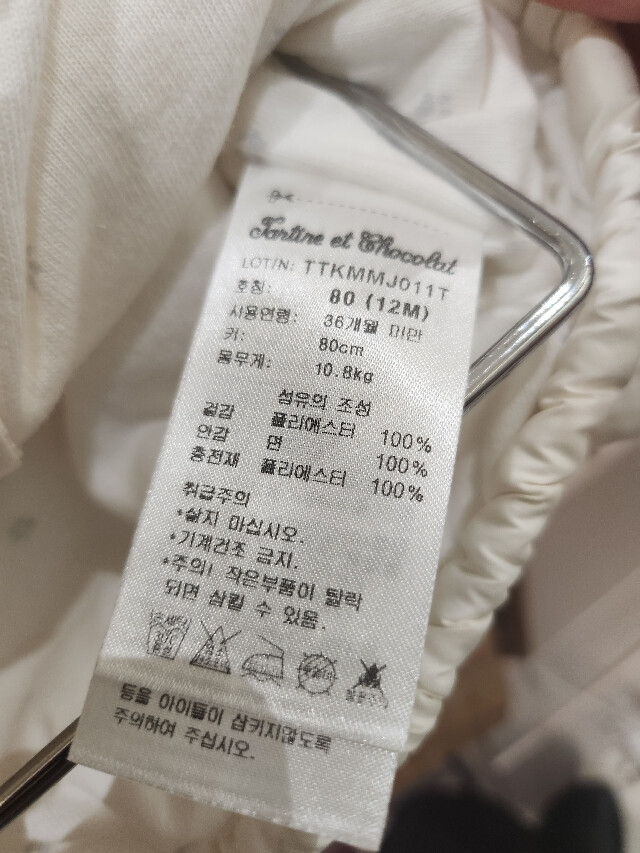 Tartine et Chocolat
LOT/N: TTKMMJ011T
호칭: 80 (12M)
사용연령: 36개월 미만
키: 80cm
몸무게: 10.8kg
섬유의 조성
겉감 폴리에스터 100%
안감 면 100%
충전재 폴리에스터 100%
취급주의
*삶지 마십시오.
*기계건조 금지.
*주의! 작은부품이 탈락
되면 삼킬 수 있음.
등을 아이들이 삼키지않도록
주의하여 주십시오.